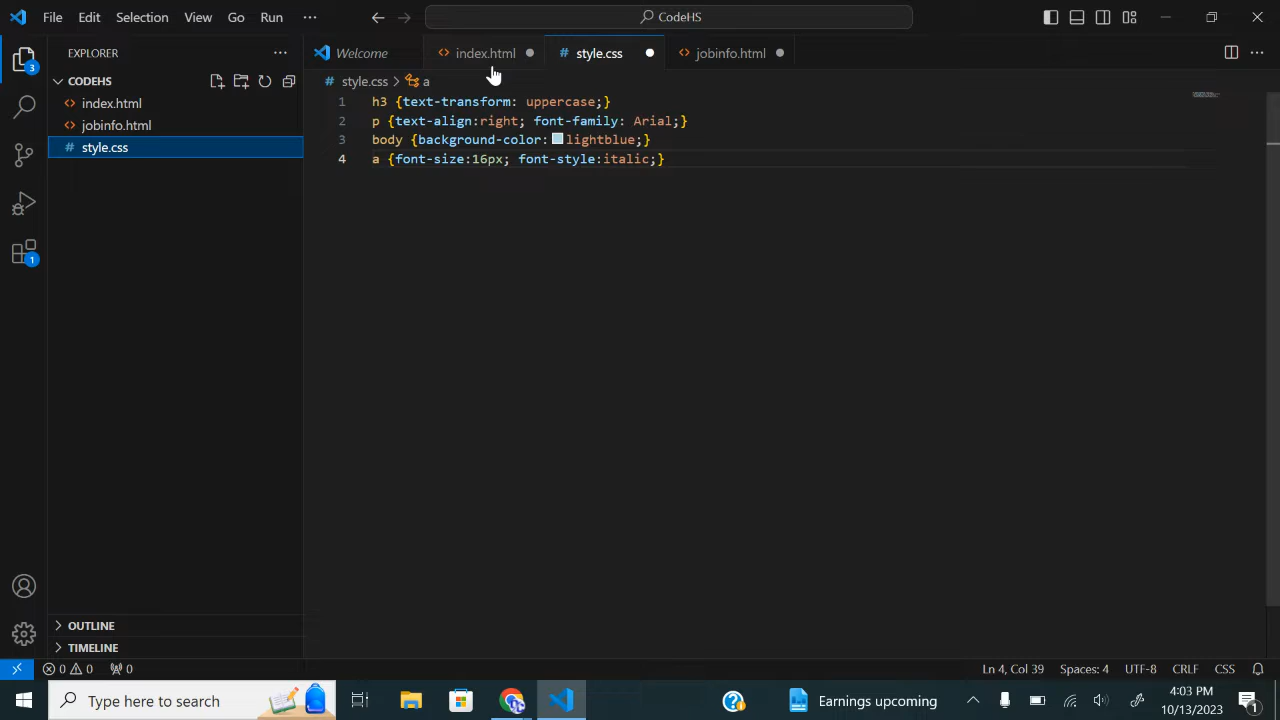 File Edit Selection View Go Run ··· CodeHS
EXPLORER ··· Welcome index.html style.css jobinfo.html ···
CODEHS
style.css > a
index.html
jobinfo.html
style.css
1 h3 {text-transform: uppercase;}
2 p {text-align:right; font-family: Arial;}
3 body {background-color: lightblue;}
4 a {font-size:16px; font-style:italic;}
3
1
OUTLINE
TIMELINE
0 0 0 Ln 4, Col 39 Spaces: 4 UTF-8 CRLF CSS
Type here to search Earnings upcoming 4:03 PM
10/13/2023 1